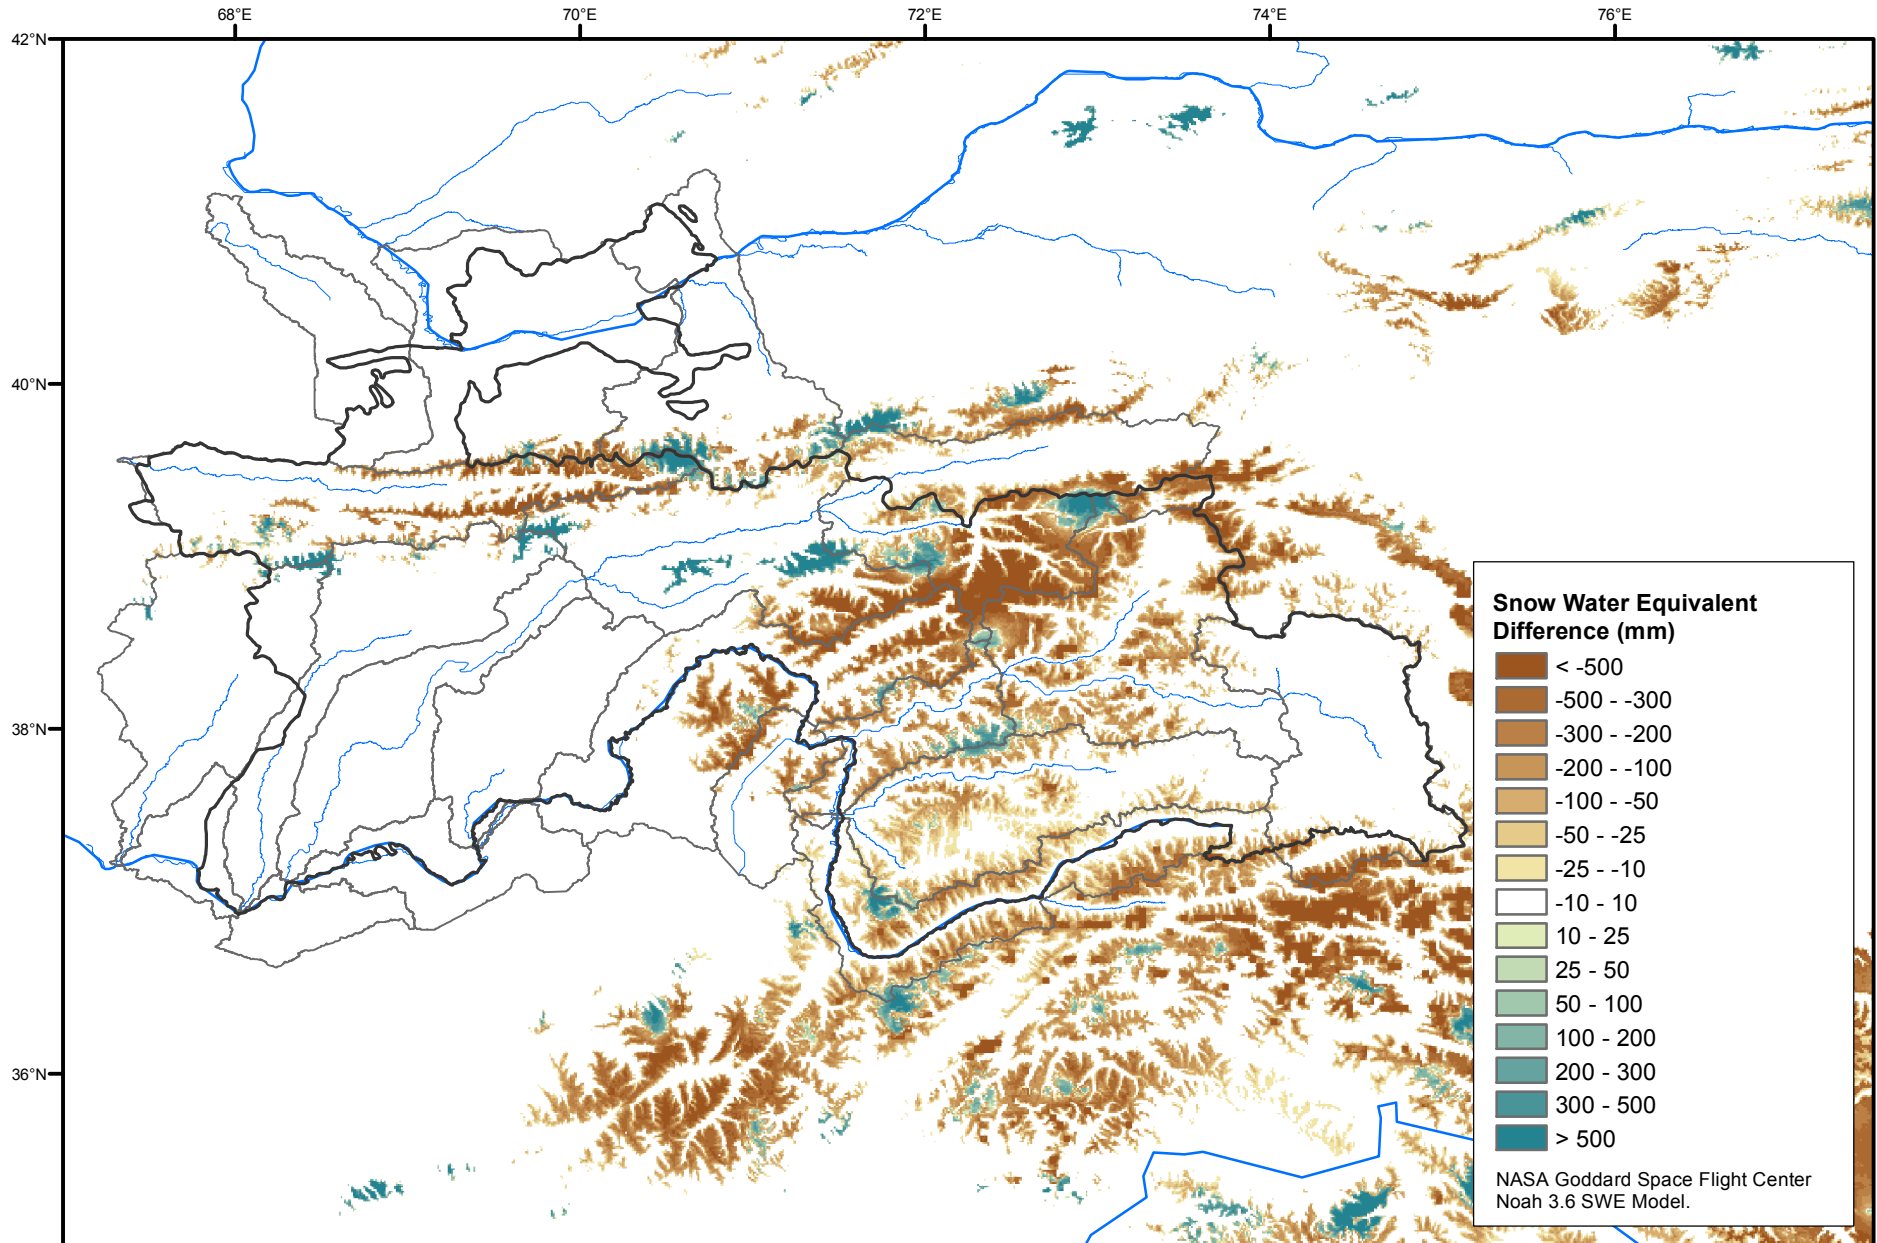 68°E
70°E
72°E
74°E
76°E
42°N
40°N
38°N
36°N
Snow Water Equivalent
Difference (mm)
< -500
-500 - -300
-300 - -200
-200 - -100
-100 - -50
-50 - -25
-25 - -10
-10 - 10
10 - 25
25 - 50
50 - 100
100 - 200
200 - 300
300 - 500
> 500
NASA Goddard Space Flight Center
Noah 3.6 SWE Model.